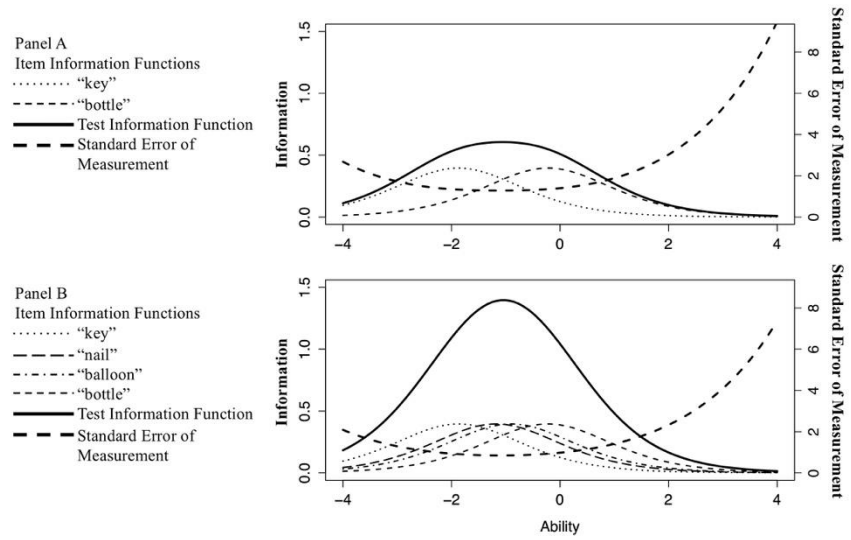 Panel A
Item Information Functions
“key”
“bottle”
Test Information Function
Standard Error of
Measurement
Information
1.5
1.0
0.5
0.0
−4
−2
0
2
4
8
6
4
2
0
Standard Error of Measurement
Panel B
Item Information Functions
“key”
“nail”
“balloon”
“bottle”
Test Information Function
Standard Error of
Measurement
Information
1.5
1.0
0.5
0.0
−4
−2
0
2
4
8
6
4
2
0
Standard Error of Measurement
Ability